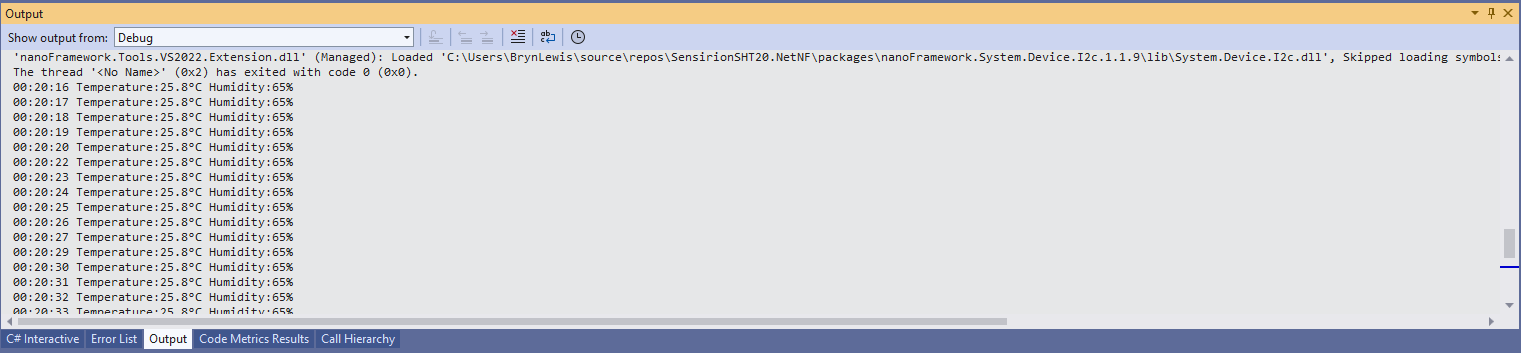 Output
Show output from: Debug
'nanoFramework.Tools.VS2022.Extension.dll' (Managed): Loaded 'C:\Users\BrynLewis\source\repos\SensirionSHT20.NetNF\packages\nanoFramework.System.Device.I2c.1.1.9\lib\System.Device.I2c.dll', Skipped loading symbols
The thread '<No Name>' (0x2) has exited with code 0 (0x0).
00:20:16 Temperature:25.8°C Humidity:65%
00:20:17 Temperature:25.8°C Humidity:65%
00:20:18 Temperature:25.8°C Humidity:65%
00:20:19 Temperature:25.8°C Humidity:65%
00:20:20 Temperature:25.8°C Humidity:65%
00:20:22 Temperature:25.8°C Humidity:65%
00:20:23 Temperature:25.8°C Humidity:65%
00:20:24 Temperature:25.8°C Humidity:65%
00:20:25 Temperature:25.8°C Humidity:65%
00:20:26 Temperature:25.8°C Humidity:65%
00:20:27 Temperature:25.8°C Humidity:65%
00:20:29 Temperature:25.8°C Humidity:65%
00:20:30 Temperature:25.8°C Humidity:65%
00:20:31 Temperature:25.8°C Humidity:65%
00:20:32 Temperature:25.8°C Humidity:65%
00:20:33 Temperature:25.8°C Humidity:65%
C# Interactive Error List Output Code Metrics Results Call Hierarchy